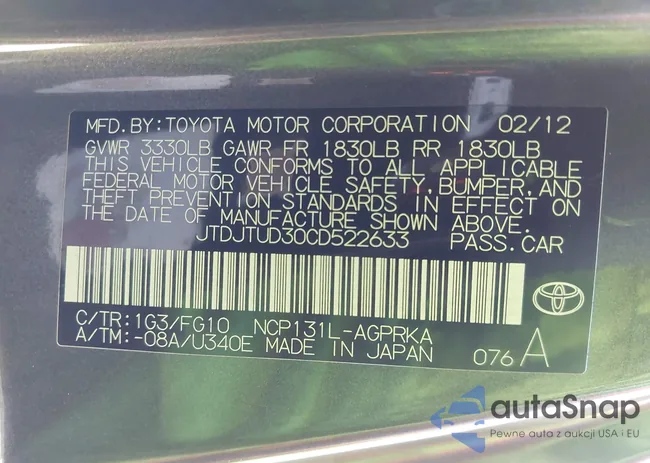 MFD.BY:TOYOTA MOTOR CORPORATION 02/12
GVWR 3330LB GAWR FR 1830LB RR 1830LB
THIS VEHICLE CONFORMS TO ALL APPLICABLE
FEDERAL MOTOR VEHICLE SAFETY,BUMPER,AND
THEFT PREVENTION STANDARDS IN EFFECT ON
THE DATE OF MANUFACTURE SHOWN ABOVE.
JTDJTUD30CD522633 PASS.CAR
C/TR:1G3/FG10 NCP131L-AGPRKA
A/TM:-08A/U340E MADE IN JAPAN 076 A
autaSnap
Pewne auta z aukcji USA i EU